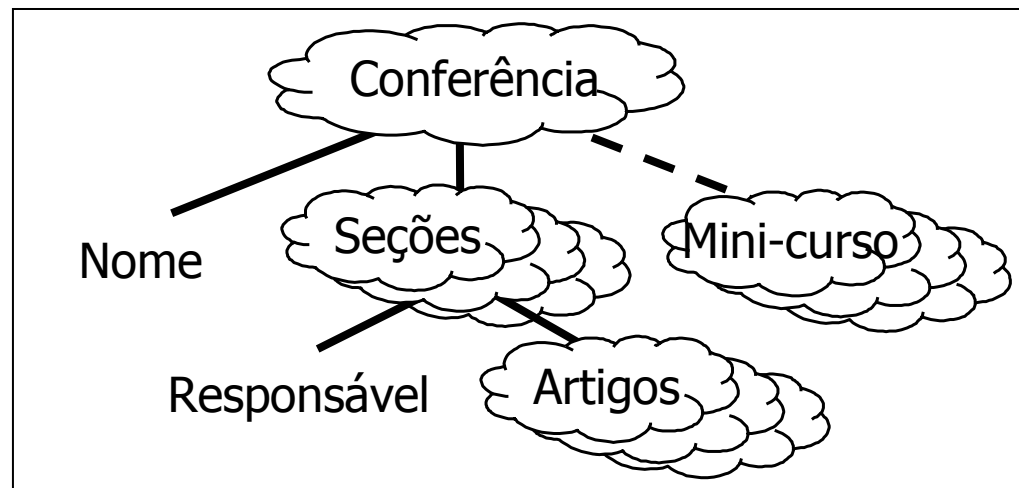 Conferência
Nome
Seções
Mini-curso
Responsável
Artigos